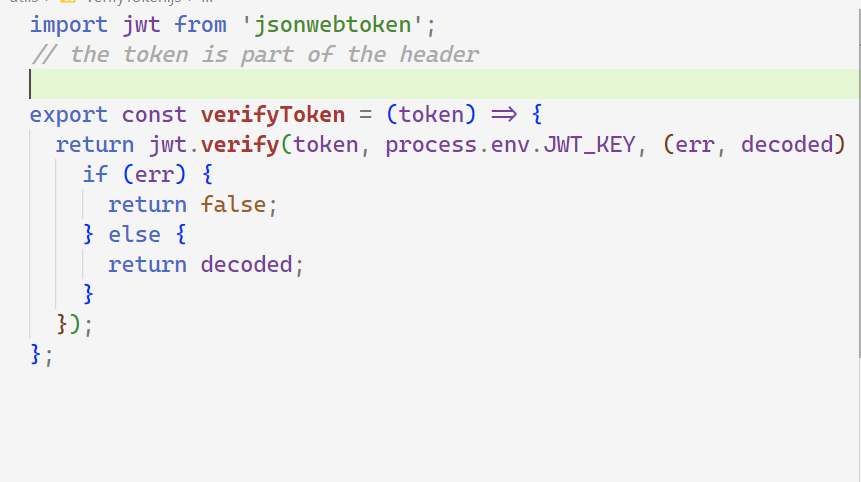 import jwt from 'jsonwebtoken';
// the token is part of the header
export const verifyToken = (token) => {
return jwt.verify(token, process.env.JWT_KEY, (err, decoded)
if (err) {
return false;
} else {
return decoded;
}
});
};